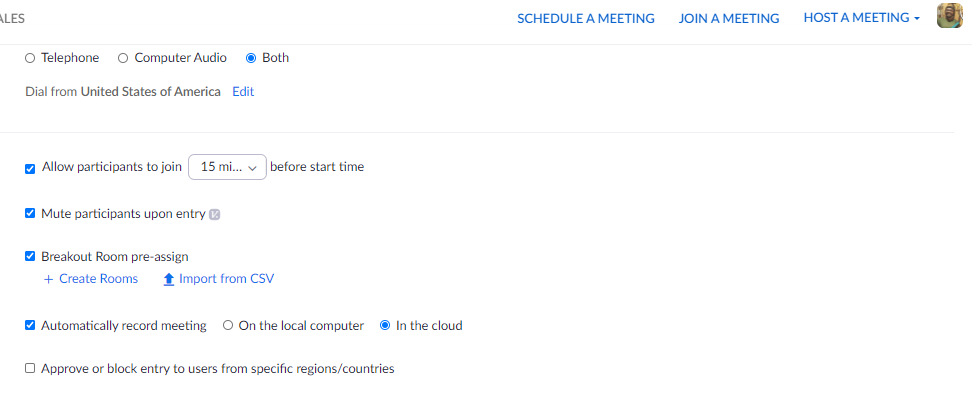 ALES
SCHEDULE A MEETING JOIN A MEETING HOST A MEETING
Telephone Computer Audio Both
Dial from United States of America Edit
Allow participants to join 15 mi... before start time
Mute participants upon entry
Breakout Room pre-assign
+ Create Rooms Import from CSV
Automatically record meeting On the local computer In the cloud
Approve or block entry to users from specific regions/countries